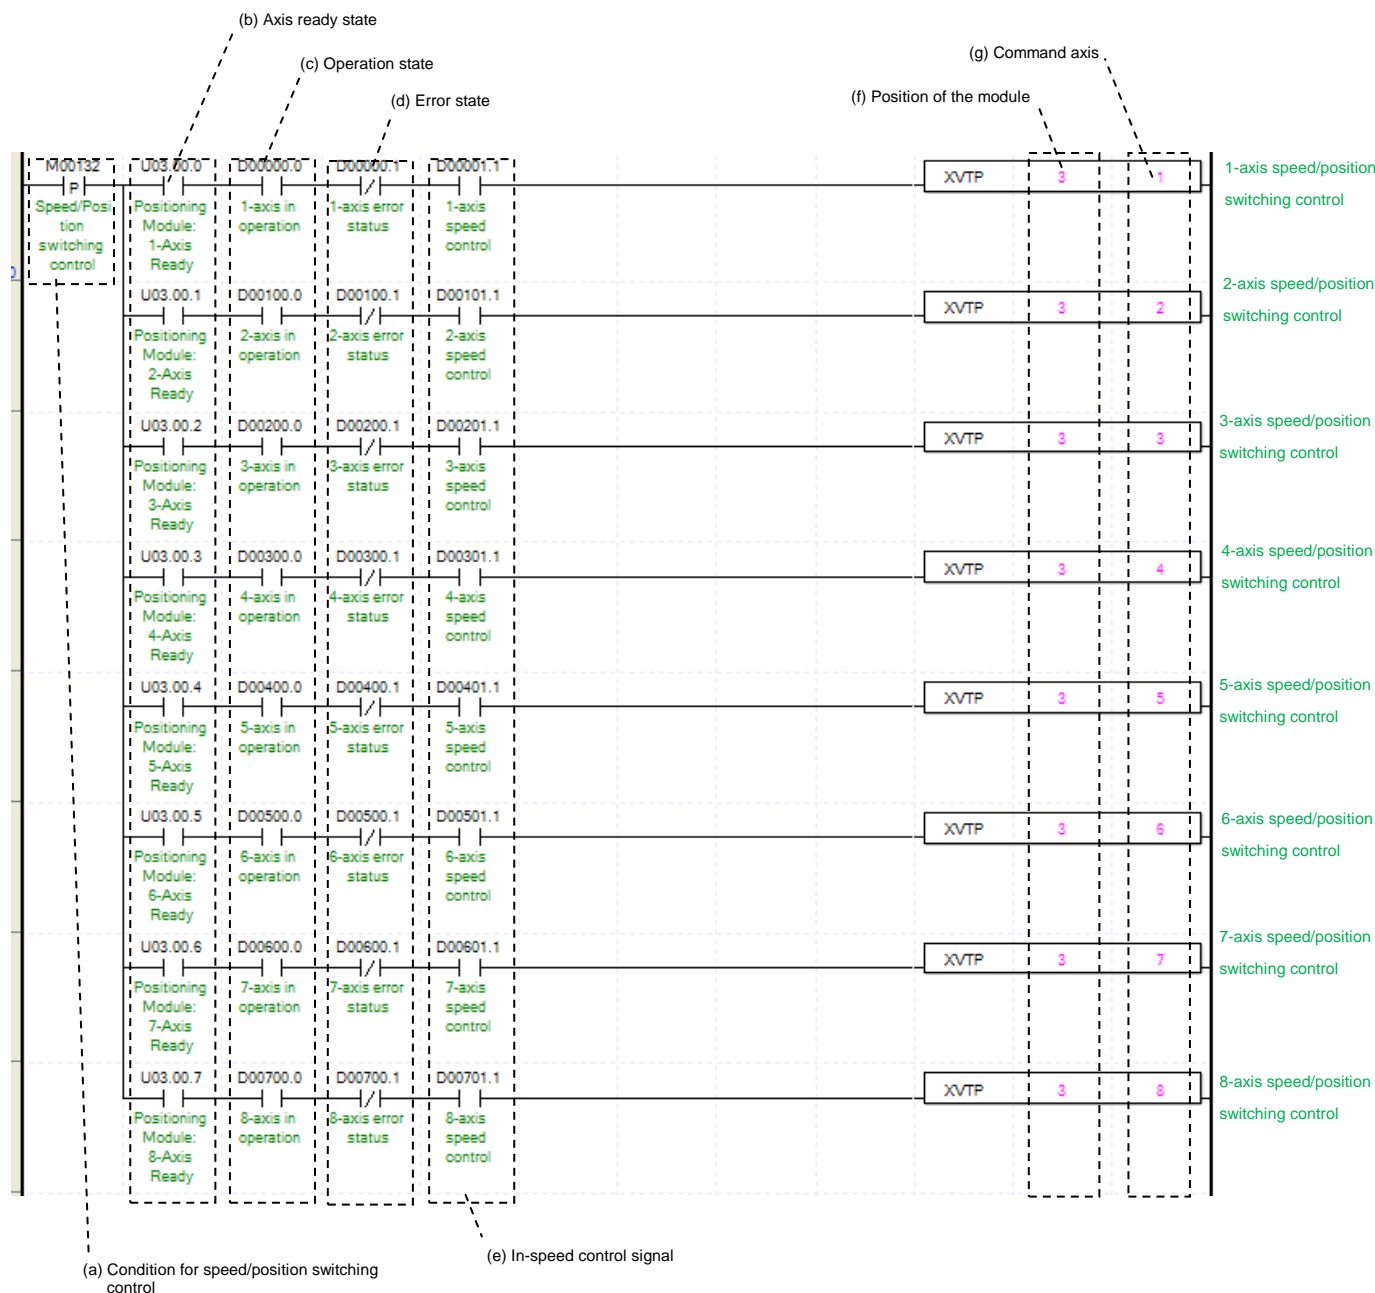 (b) Axis ready state
(g) Command axis
(c) Operation state
(d) Error state
(f) Position of the module
M00132 U03.00.0 D00000.0 D00000.1 D00001.1
P
XVTP 3 1
1-axis speed/position
switching control
Speed/Posi Positioning 1-axis in 1-axis error 1-axis
tion Module: operation status speed
switching 1-Axis control
control Ready
U03.00.1 D00100.0 D00100.1 D00101.1
XVTP 3 2
2-axis speed/position
switching control
Positioning 2-axis in 2-axis error 2-axis
Module: operation status speed
2-Axis control
Ready
U03.00.2 D00200.0 D00200.1 D00201.1
XVTP 3 3
3-axis speed/position
switching control
Positioning 3-axis in 3-axis error 3-axis
Module: operation status speed
3-Axis control
Ready
U03.00.3 D00300.0 D00300.1 D00301.1
XVTP 3 4
4-axis speed/position
switching control
Positioning 4-axis in 4-axis error 4-axis
Module: operation status speed
4-Axis control
Ready
U03.00.4 D00400.0 D00400.1 D00401.1
XVTP 3 5
5-axis speed/position
switching control
Positioning 5-axis in 5-axis error 5-axis
Module: operation status speed
5-Axis control
Ready
U03.00.5 D00500.0 D00500.1 D00501.1
XVTP 3 6
6-axis speed/position
switching control
Positioning 6-axis in 6-axis error 6-axis
Module: operation status speed
6-Axis control
Ready
U03.00.6 D00600.0 D00600.1 D00601.1
XVTP 3 7
7-axis speed/position
switching control
Positioning 7-axis in 7-axis error 7-axis
Module: operation status speed
7-Axis control
Ready
U03.00.7 D00700.0 D00700.1 D00701.1
XVTP 3 8
8-axis speed/position
switching control
Positioning 8-axis in 8-axis error 8-axis
Module: operation status speed
8-Axis control
Ready
(e) In-speed control signal
(a) Condition for speed/position switching
control